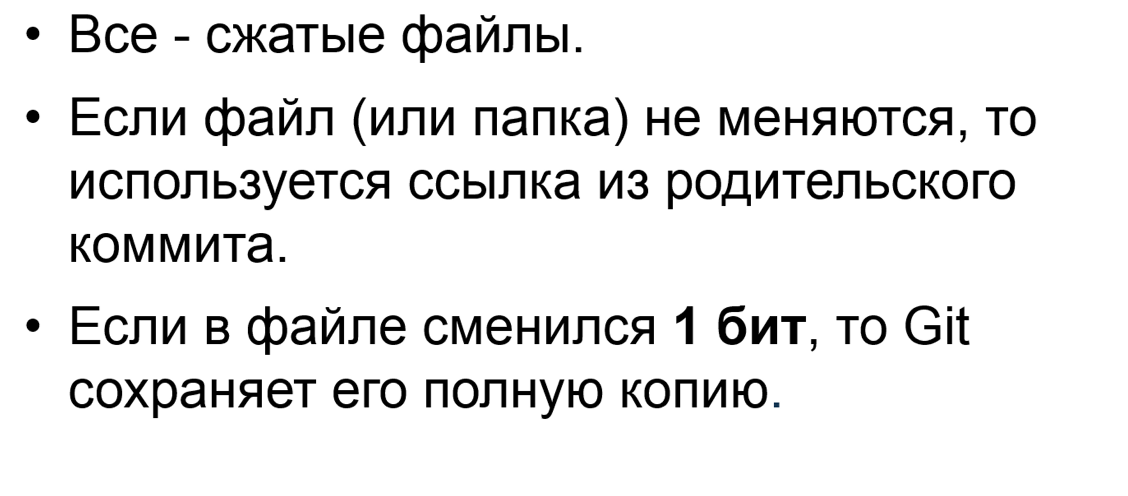 • Все - сжатые файлы.
• Если файл (или папка) не меняются, то
используется ссылка из родительского
коммита.
• Если в файле сменился 1 бит, то Git
сохраняет его полную копию.